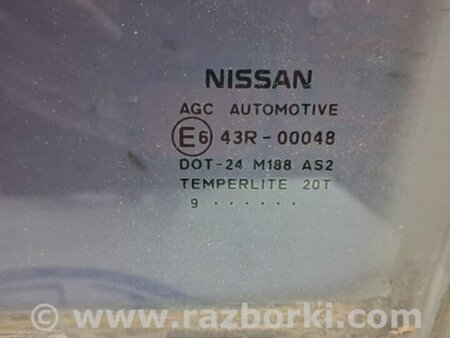 NISSAN
AGC AUTOMOTIVE
E6 43R-00048
DOT-24 M188 AS2
TEMPERLITE 20T
9 ......
© www.razborki.com